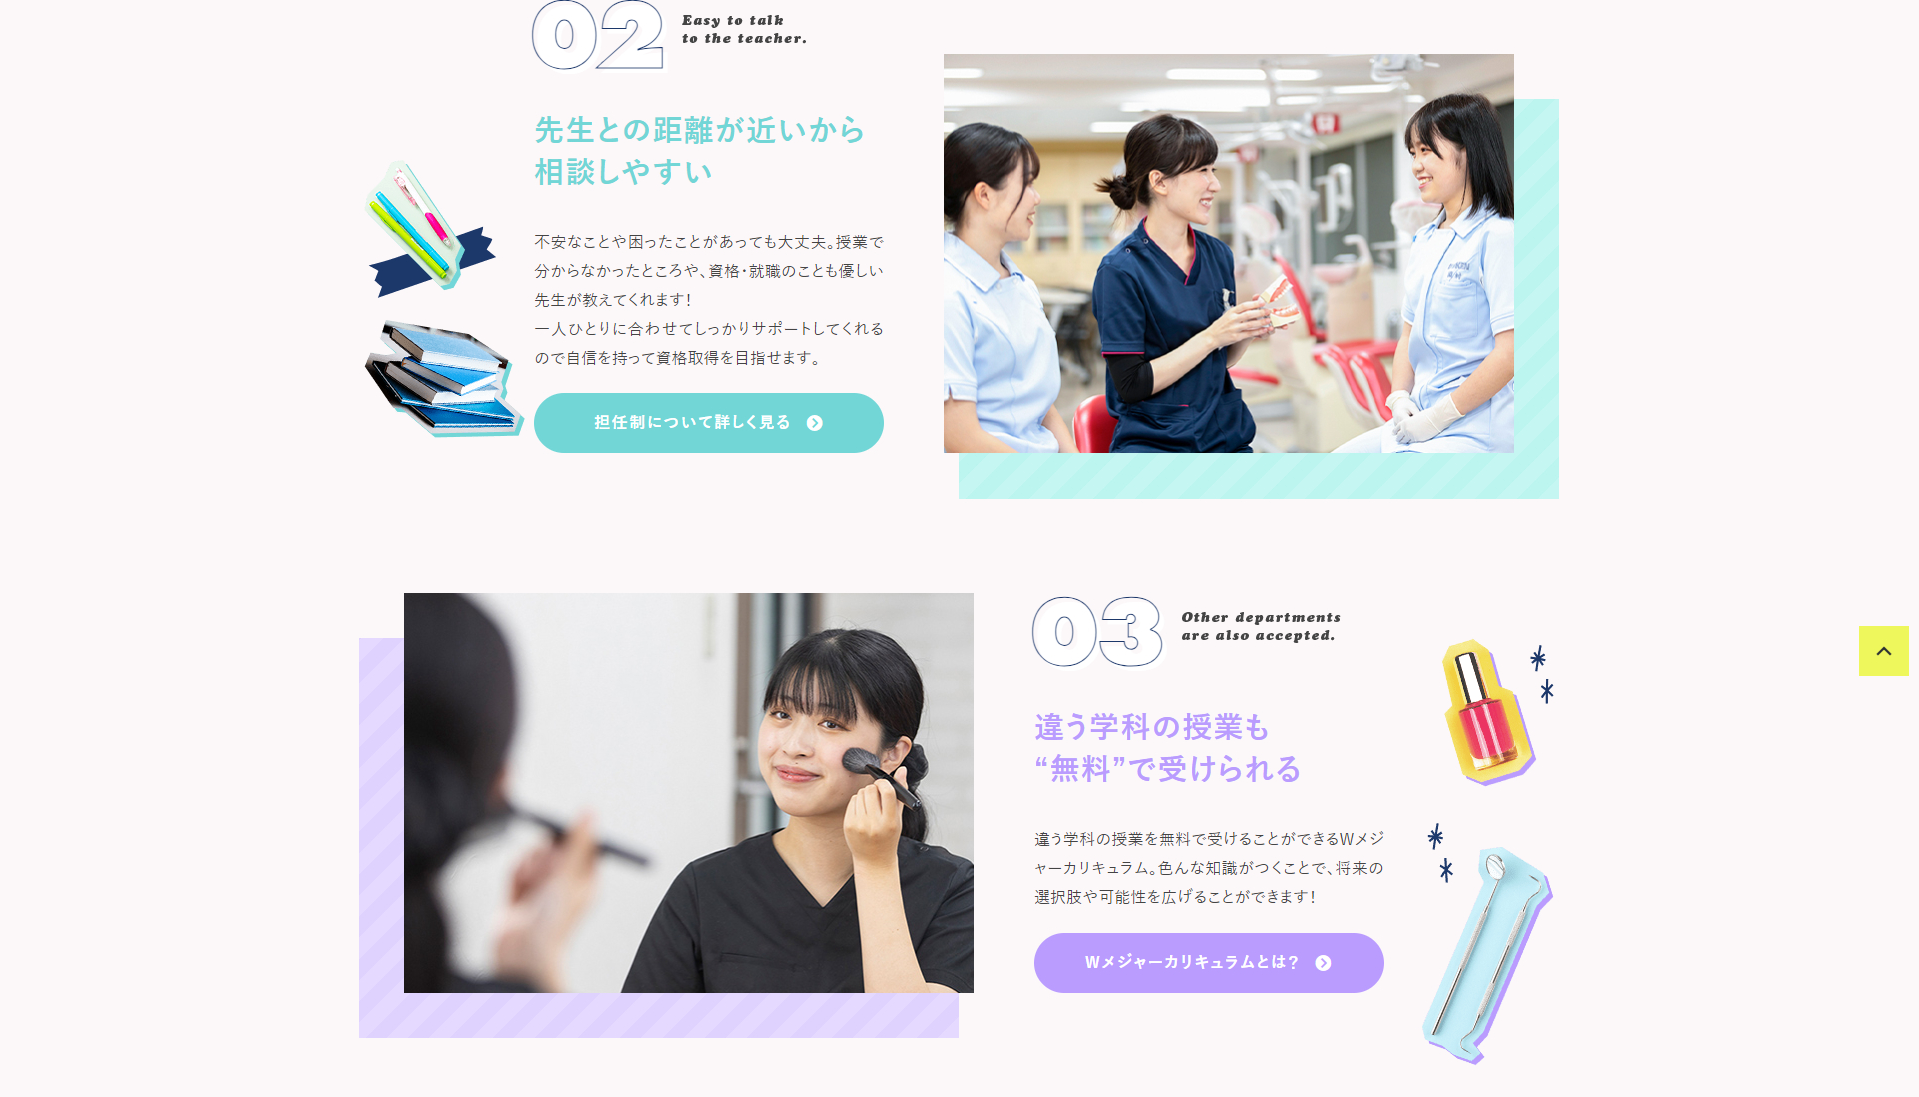 02
Easy to talk
to the teacher.
先生との距離が近いから
相談しやすい
不安なことや困ったことがあっても大丈夫。授業で
分からなかったところや、資格・就職のことも優しい
先生が教えてくれます！
一人ひとりに合わせてしっかりサポートしてくれる
ので自信を持って資格取得を目指せます。
担任制について詳しく見る
03
Other departments
are also accepted.
違う学科の授業も
“無料”で受けられる
違う学科の授業を無料で受けることができるWメジ
ャーカリキュラム。色んな知識がつくことで、将来の
選択肢や可能性を広げることができます！
Wメジャーカリキュラムとは？